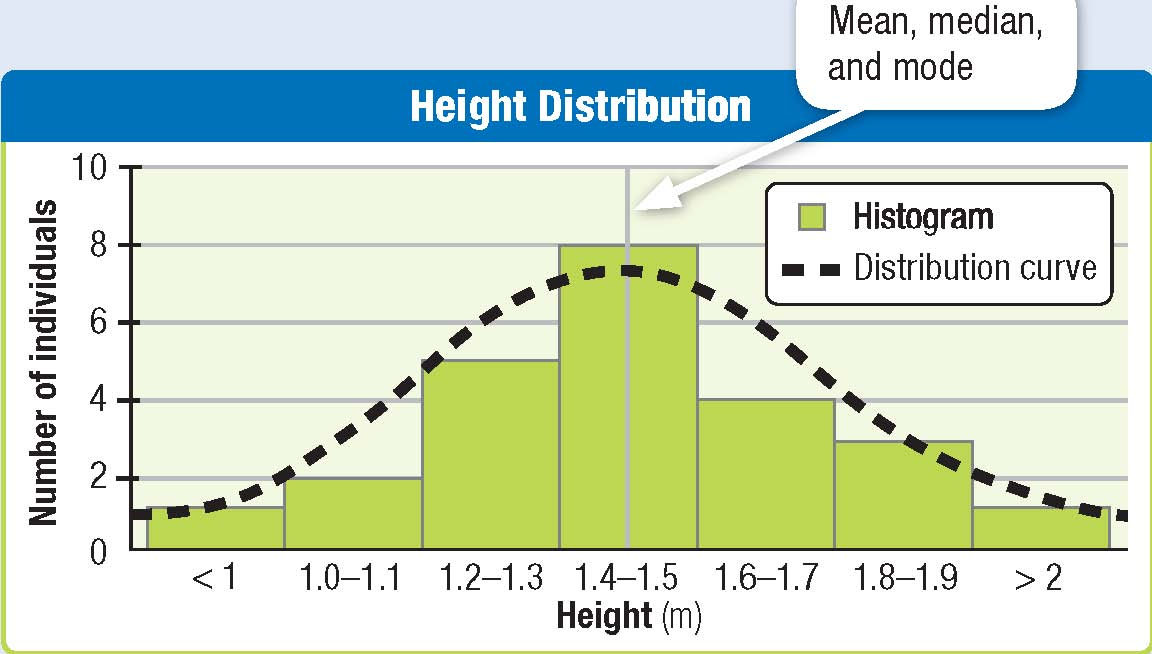 Mean, median,
and mode
Height Distribution
Number of individuals
10
8
6
4
2
0
Histogram
Distribution curve
< 1
1.0–1.1
1.2–1.3
1.4–1.5
1.6–1.7
1.8–1.9
> 2
Height (m)